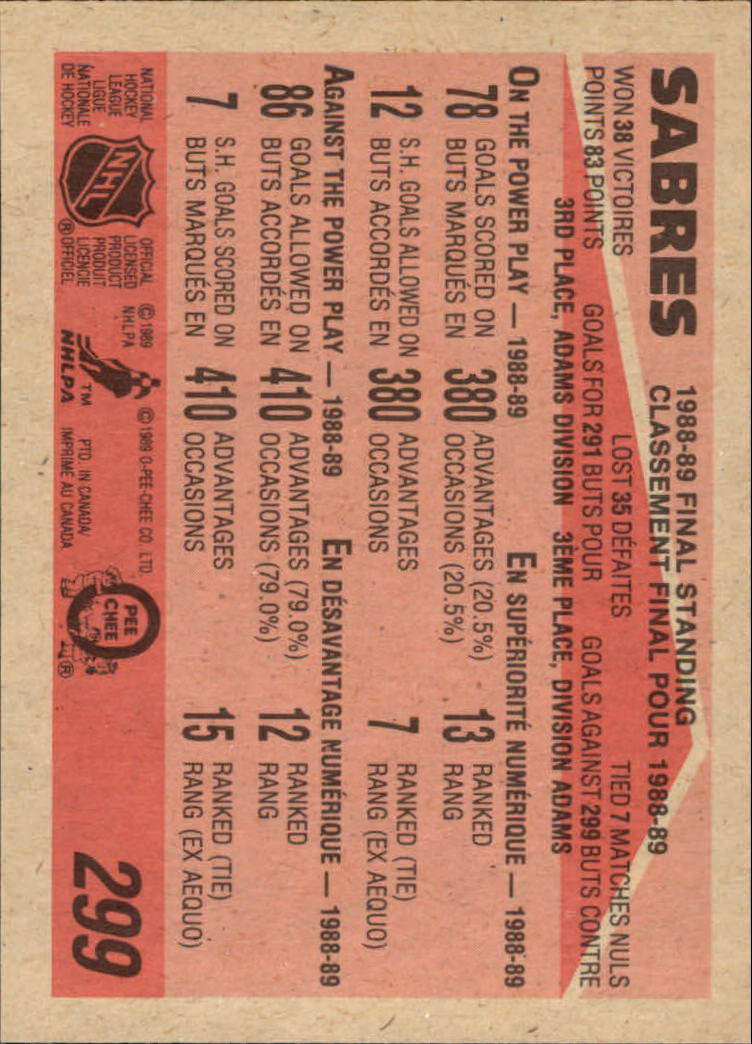 SABRES
1988-89 FINAL STANDING
CLASSEMENT FINAL POUR 1988-89
WON 38 VICTOIRES LOST 35 DÉFAITES TIED 7 MATCHES NULS
POINTS 83 POINTS GOALS FOR 291 BUTS POUR GOALS AGAINST 299 BUTS CONTRE
3RD PLACE, ADAMS DIVISION 3ÈME PLACE, DIVISION ADAMS
ON THE POWER PLAY — 1988-89 EN SUPÉRIORITÉ NUMÉRIQUE — 1988-89
78 GOALS SCORED ON BUTS MARQUÉS EN 380 ADVANTAGES (20.5%) OCCASIONS (20.5%) 13 RANKED RANG
12 S.H. GOALS ALLOWED ON BUTS ACCORDÉS EN 380 ADVANTAGES OCCASIONS 7 RANKED (TIE) RANG (EX AEQUO)
AGAINST THE POWER PLAY — 1988-89 EN DÉSAVANTAGE NUMÉRIQUE — 1988-89
86 GOALS ALLOWED ON BUTS ACCORDÉS EN 410 ADVANTAGES (79.0%) OCCASIONS (79.0%) 12 RANKED RANG
7 S.H. GOALS SCORED ON BUTS MARQUÉS EN 410 ADVANTAGES OCCASIONS 15 RANKED (TIE) RANG (EX AEQUO)
NATIONAL
HOCKEY
LEAGUE
LIGUE
NATIONALE
DE HOCKEY
NHL
®
OFFICIAL
LICENSED
PRODUCT
PRODUIT
LICENCIE
OFFICIEL
© 1989
NHLPA
NHLPA
TM
© 1989 O-PEE-CHEE CO. LTD.
PTD. IN CANADA/
IMPRIMÉ AU CANADA
O PEE CHEE ®
299